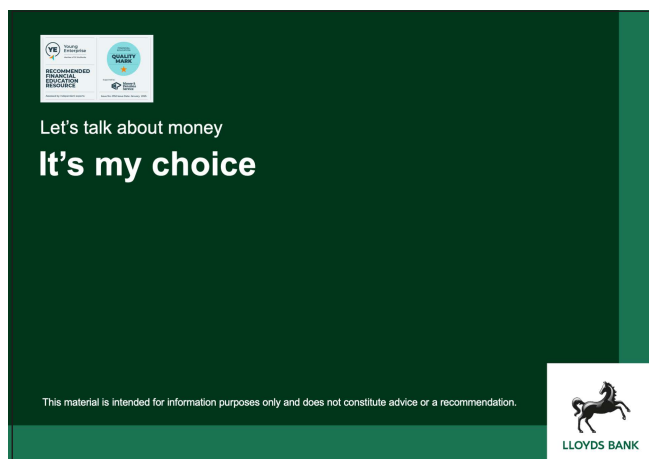 YE Young
Enterprise
QUALITY
MARK
RECOMMENDED
FINANCIAL
EDUCATION
RESOURCE
Let's talk about money
It's my choice
This material is intended for information purposes only and does not constitute advice or a recommendation.
LLOYDS BANK